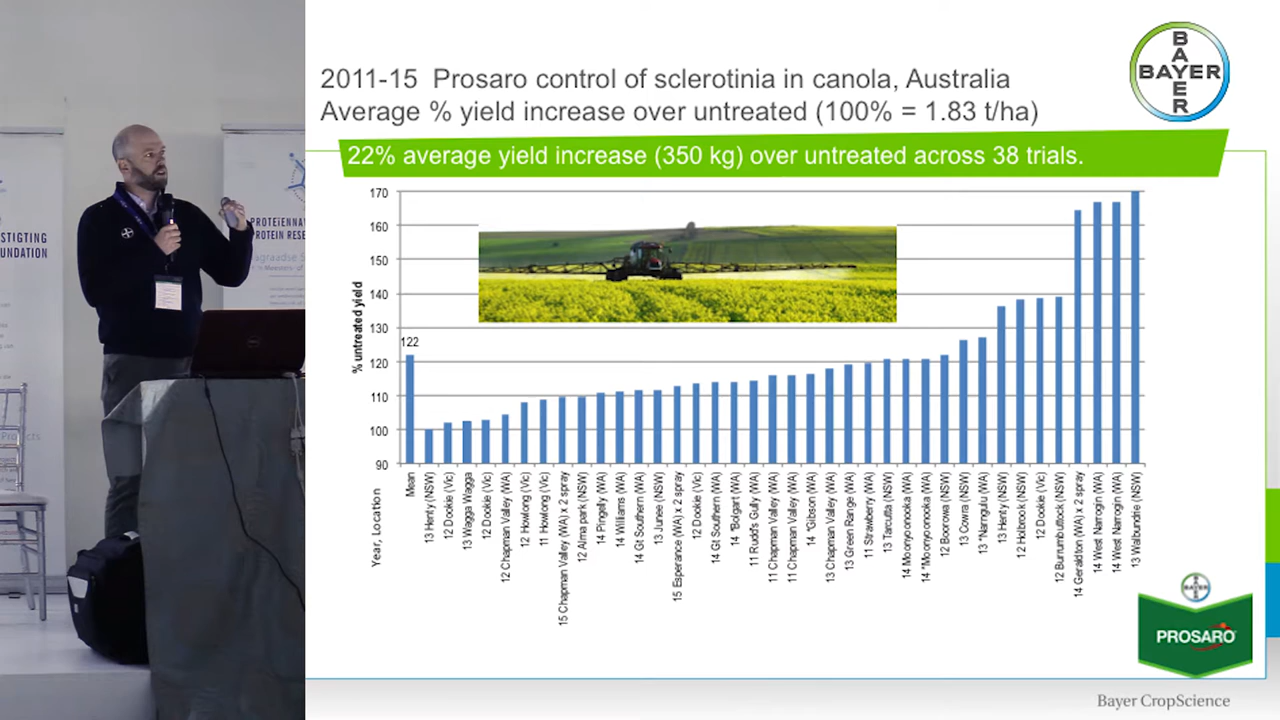 2011-15 Prosaro control of sclerotinia in canola, Australia
Average % yield increase over untreated (100% = 1.83 t/ha)
BAYER
BAYER
22% average yield increase (350 kg) over untreated across 38 trials.
170
160
150
140
130
120
110
100
90
% untreated yield
122
Year, Location
Mean
13 Henty (NSW)
12 Dookie (Vic)
13 Wagga Wagga
12 Dookie (Vic)
12 Chapman Valley (WA)
12 Howlong (Vic)
11 Howlong (Vic)
15 Chapman Valley (WA) x 2 spray
12 Alma park (NSW)
14 Pingelly (WA)
14 Williams (WA)
14 Gt Southern (WA)
13 Junee (NSW)
15 Esperance (WA) x 2 spray
12 Dookie (Vic)
14 Gt Southern (WA)
14 *Bolgart (WA)
11 Rudds Gully (WA)
11 Chapman Valley (WA)
11 Chapman Valley (WA)
14 *Gibson (WA)
13 Chapman Valley (WA)
13 Green Range (WA)
11 Strawberry (WA)
13 Tarcutta (NSW)
14 Moonyoonooka (WA)
14 *Moonyoonooka (WA)
12 Boorowa (NSW)
13 Cowra (NSW)
13 *Narngulu (WA)
13 Henty (NSW)
12 Holbrook (NSW)
12 Dookie (Vic)
12 Burrumbuttock (NSW)
14 Geraldton (WA) x 2 spray
14 West Narrogin (WA)
14 West Narrogin (WA)
13 Walbundrie (NSW)
PROSARO
Bayer CropScience
STIGTING
UNDATION
PROTEÏENNAV
PROTEIN RESE